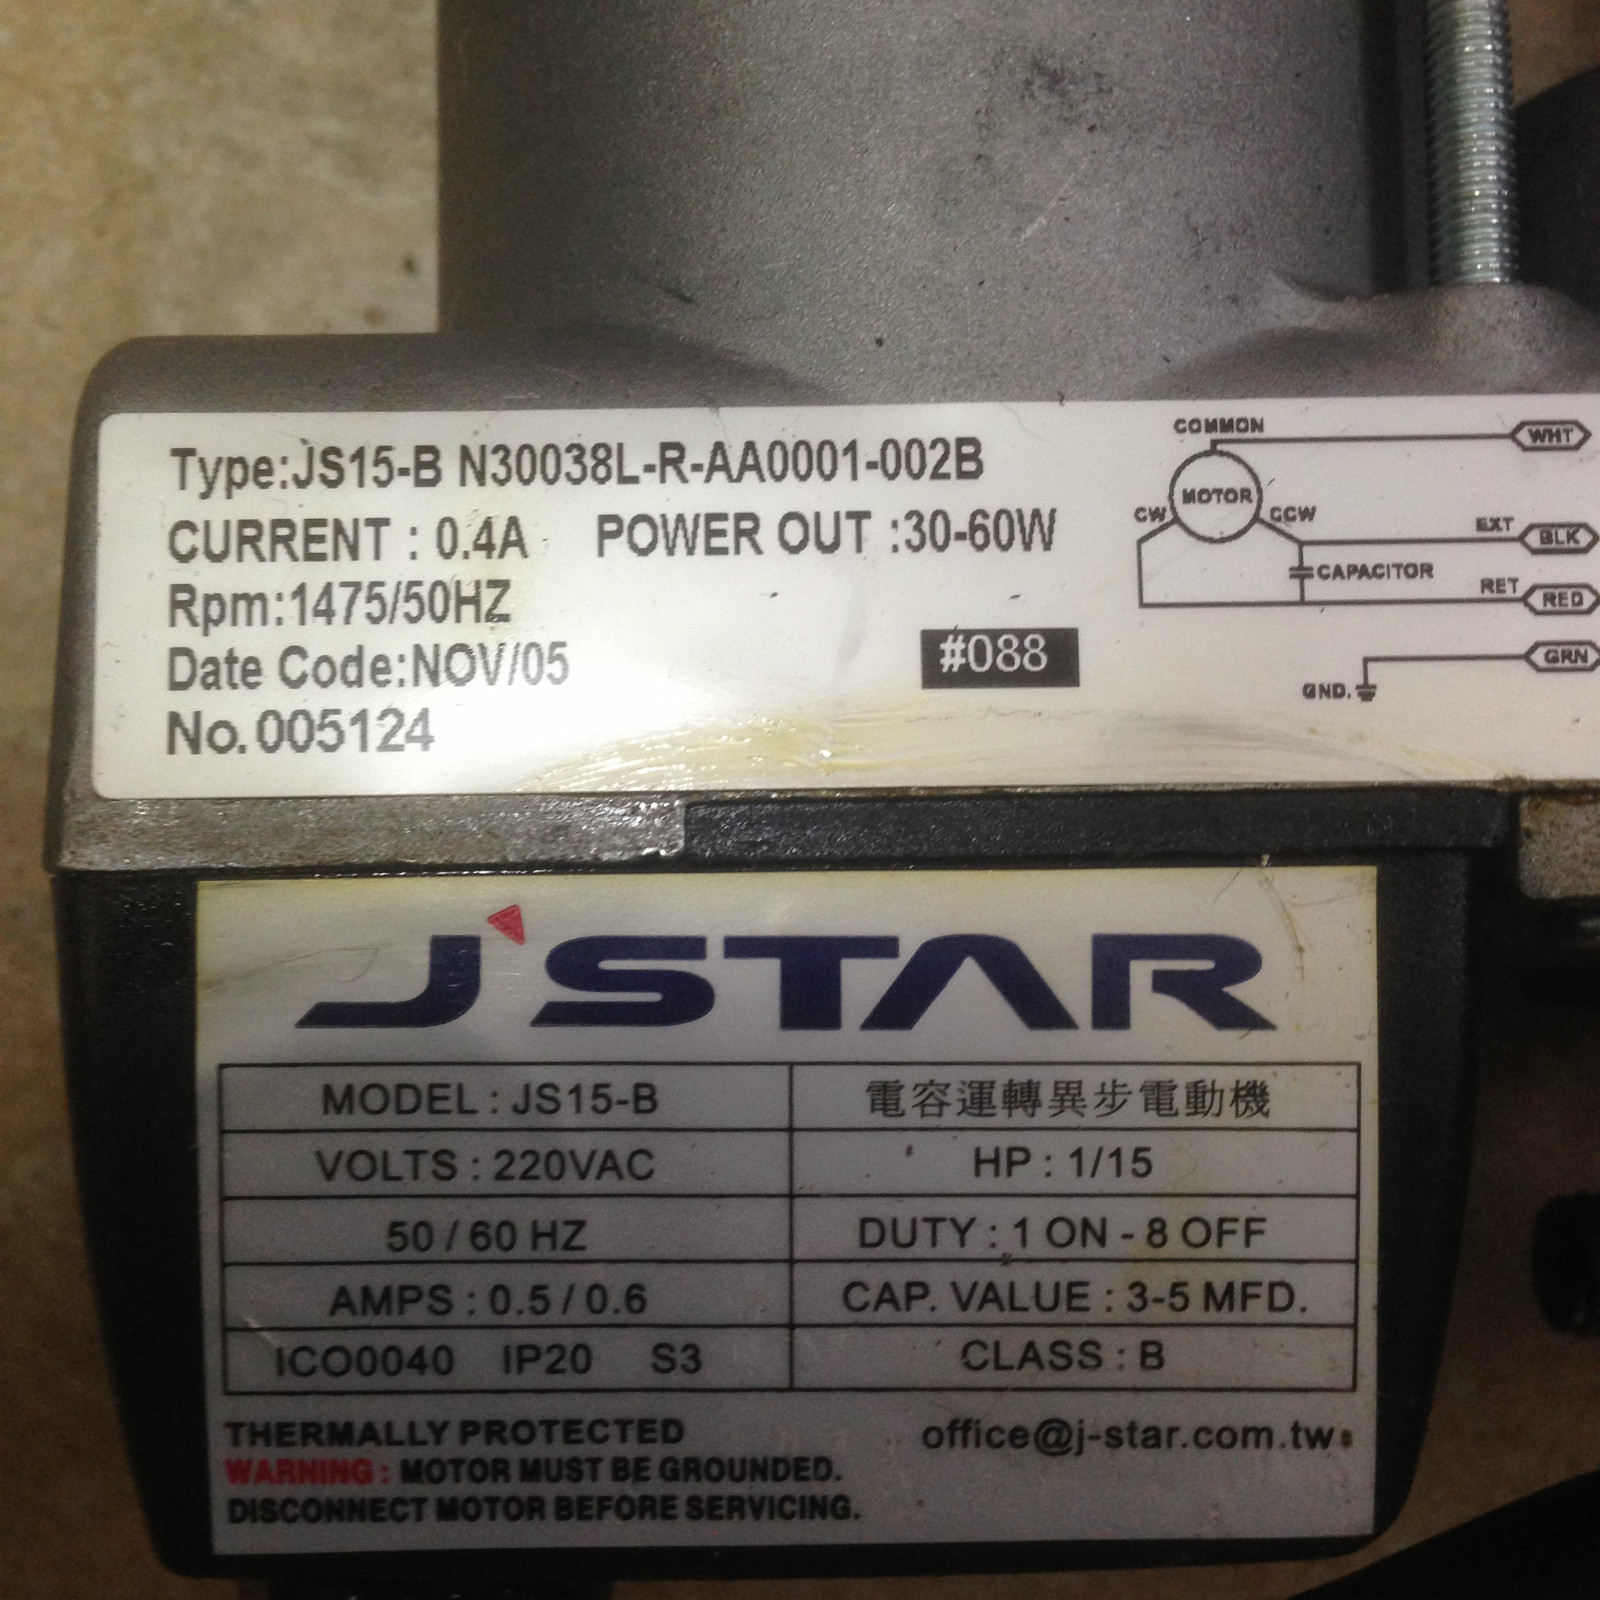 Type:JS15-B N30038L-R-AA0001-002B
CURRENT : 0.4A POWER OUT :30-60W
Rpm:1475/50HZ
Date Code:NOV/05
#088
No.005124
COMMON WHT
MOTOR
CW CCW
EXT BLK
CAPACITOR
RET RED
GRN
GND.
J'STAR
MODEL : JS15-B 電容運轉異步電動機
VOLTS : 220VAC HP : 1/15
50 / 60 HZ DUTY : 1 ON - 8 OFF
AMPS : 0.5 / 0.6 CAP. VALUE : 3-5 MFD.
ICO0040 IP20 S3 CLASS : B
THERMALLY PROTECTED office@j-star.com.tw
WARNING : MOTOR MUST BE GROUNDED.
DISCONNECT MOTOR BEFORE SERVICING.